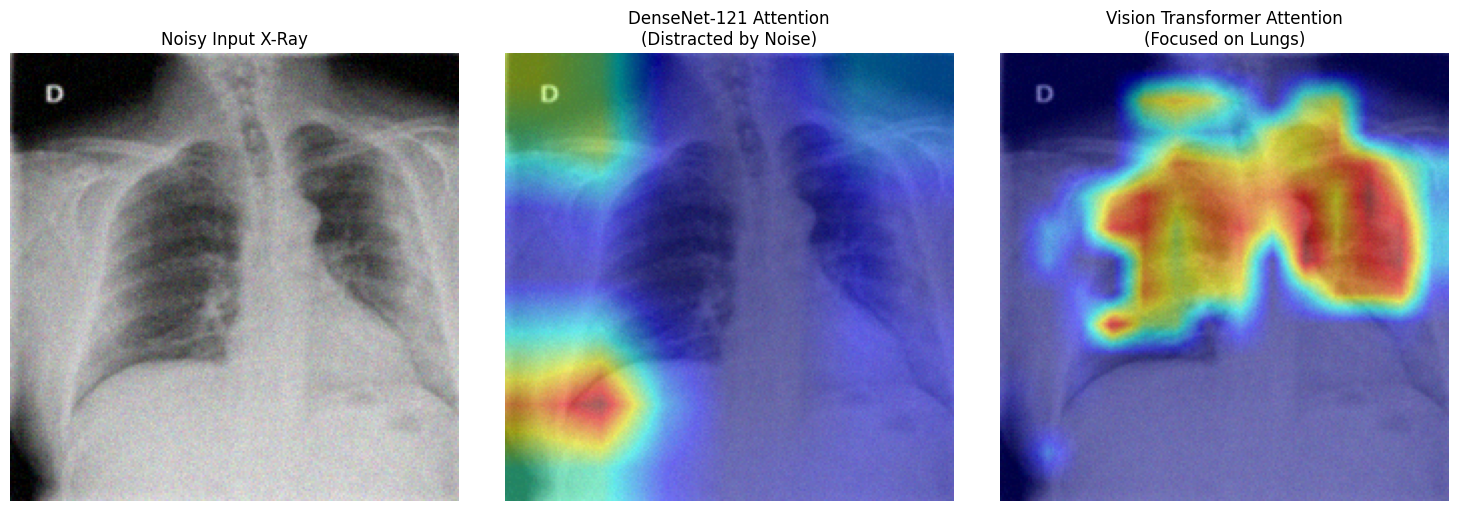 Noisy Input X-Ray
DenseNet-121 Attention
(Distracted by Noise)
Vision Transformer Attention
(Focused on Lungs)
D
D
D